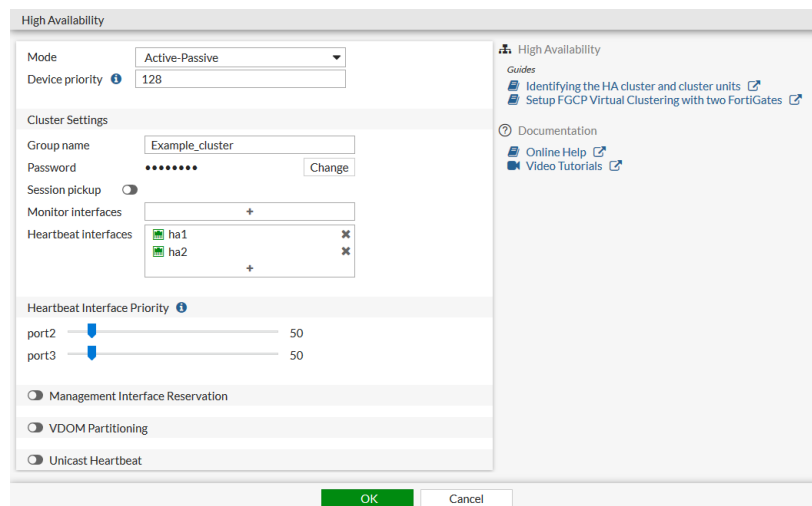 High Availability
Mode Active-Passive
Device priority 128
Cluster Settings
Group name Example_cluster
Password •••••••• Change
Session pickup
Monitor interfaces +
Heartbeat interfaces ha1
ha2
+
Heartbeat Interface Priority
port2 50
port3 50
Management Interface Reservation
VDOM Partitioning
Unicast Heartbeat
High Availability
Guides
Identifying the HA cluster and cluster units
Setup FGCP Virtual Clustering with two FortiGates
Documentation
Online Help
Video Tutorials
OK Cancel